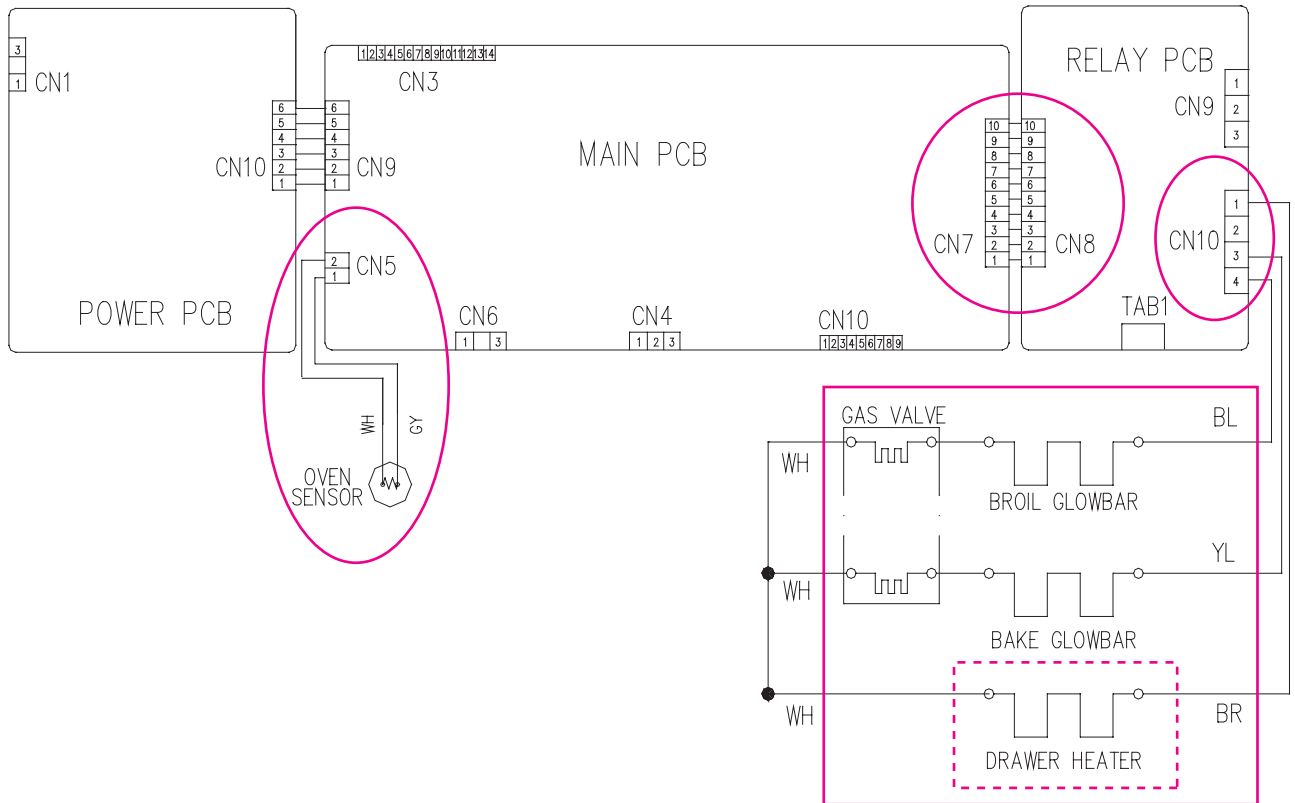 3
1
CN1
POWER PCB
CN10
6
5
4
3
2
1
6
5
4
3
2
1
CN9
1 2 3 4 5 6 7 8 9 10 11 12 13 14
CN3
MAIN PCB
2
1
CN5
CN6
1 3
CN4
1 2 3
CN10
1 2 3 4 5 6 7 8 9
CN7
10
9
8
7
6
5
4
3
2
1
10
9
8
7
6
5
4
3
2
1
CN8
RELAY PCB
CN9
1
2
3
CN10
1
2
3
4
TAB1
WH
GY
OVEN
SENSOR
GAS VALVE
WH
BL
BROIL GLOWBAR
WH
YL
BAKE GLOWBAR
WH
BR
DRAWER HEATER